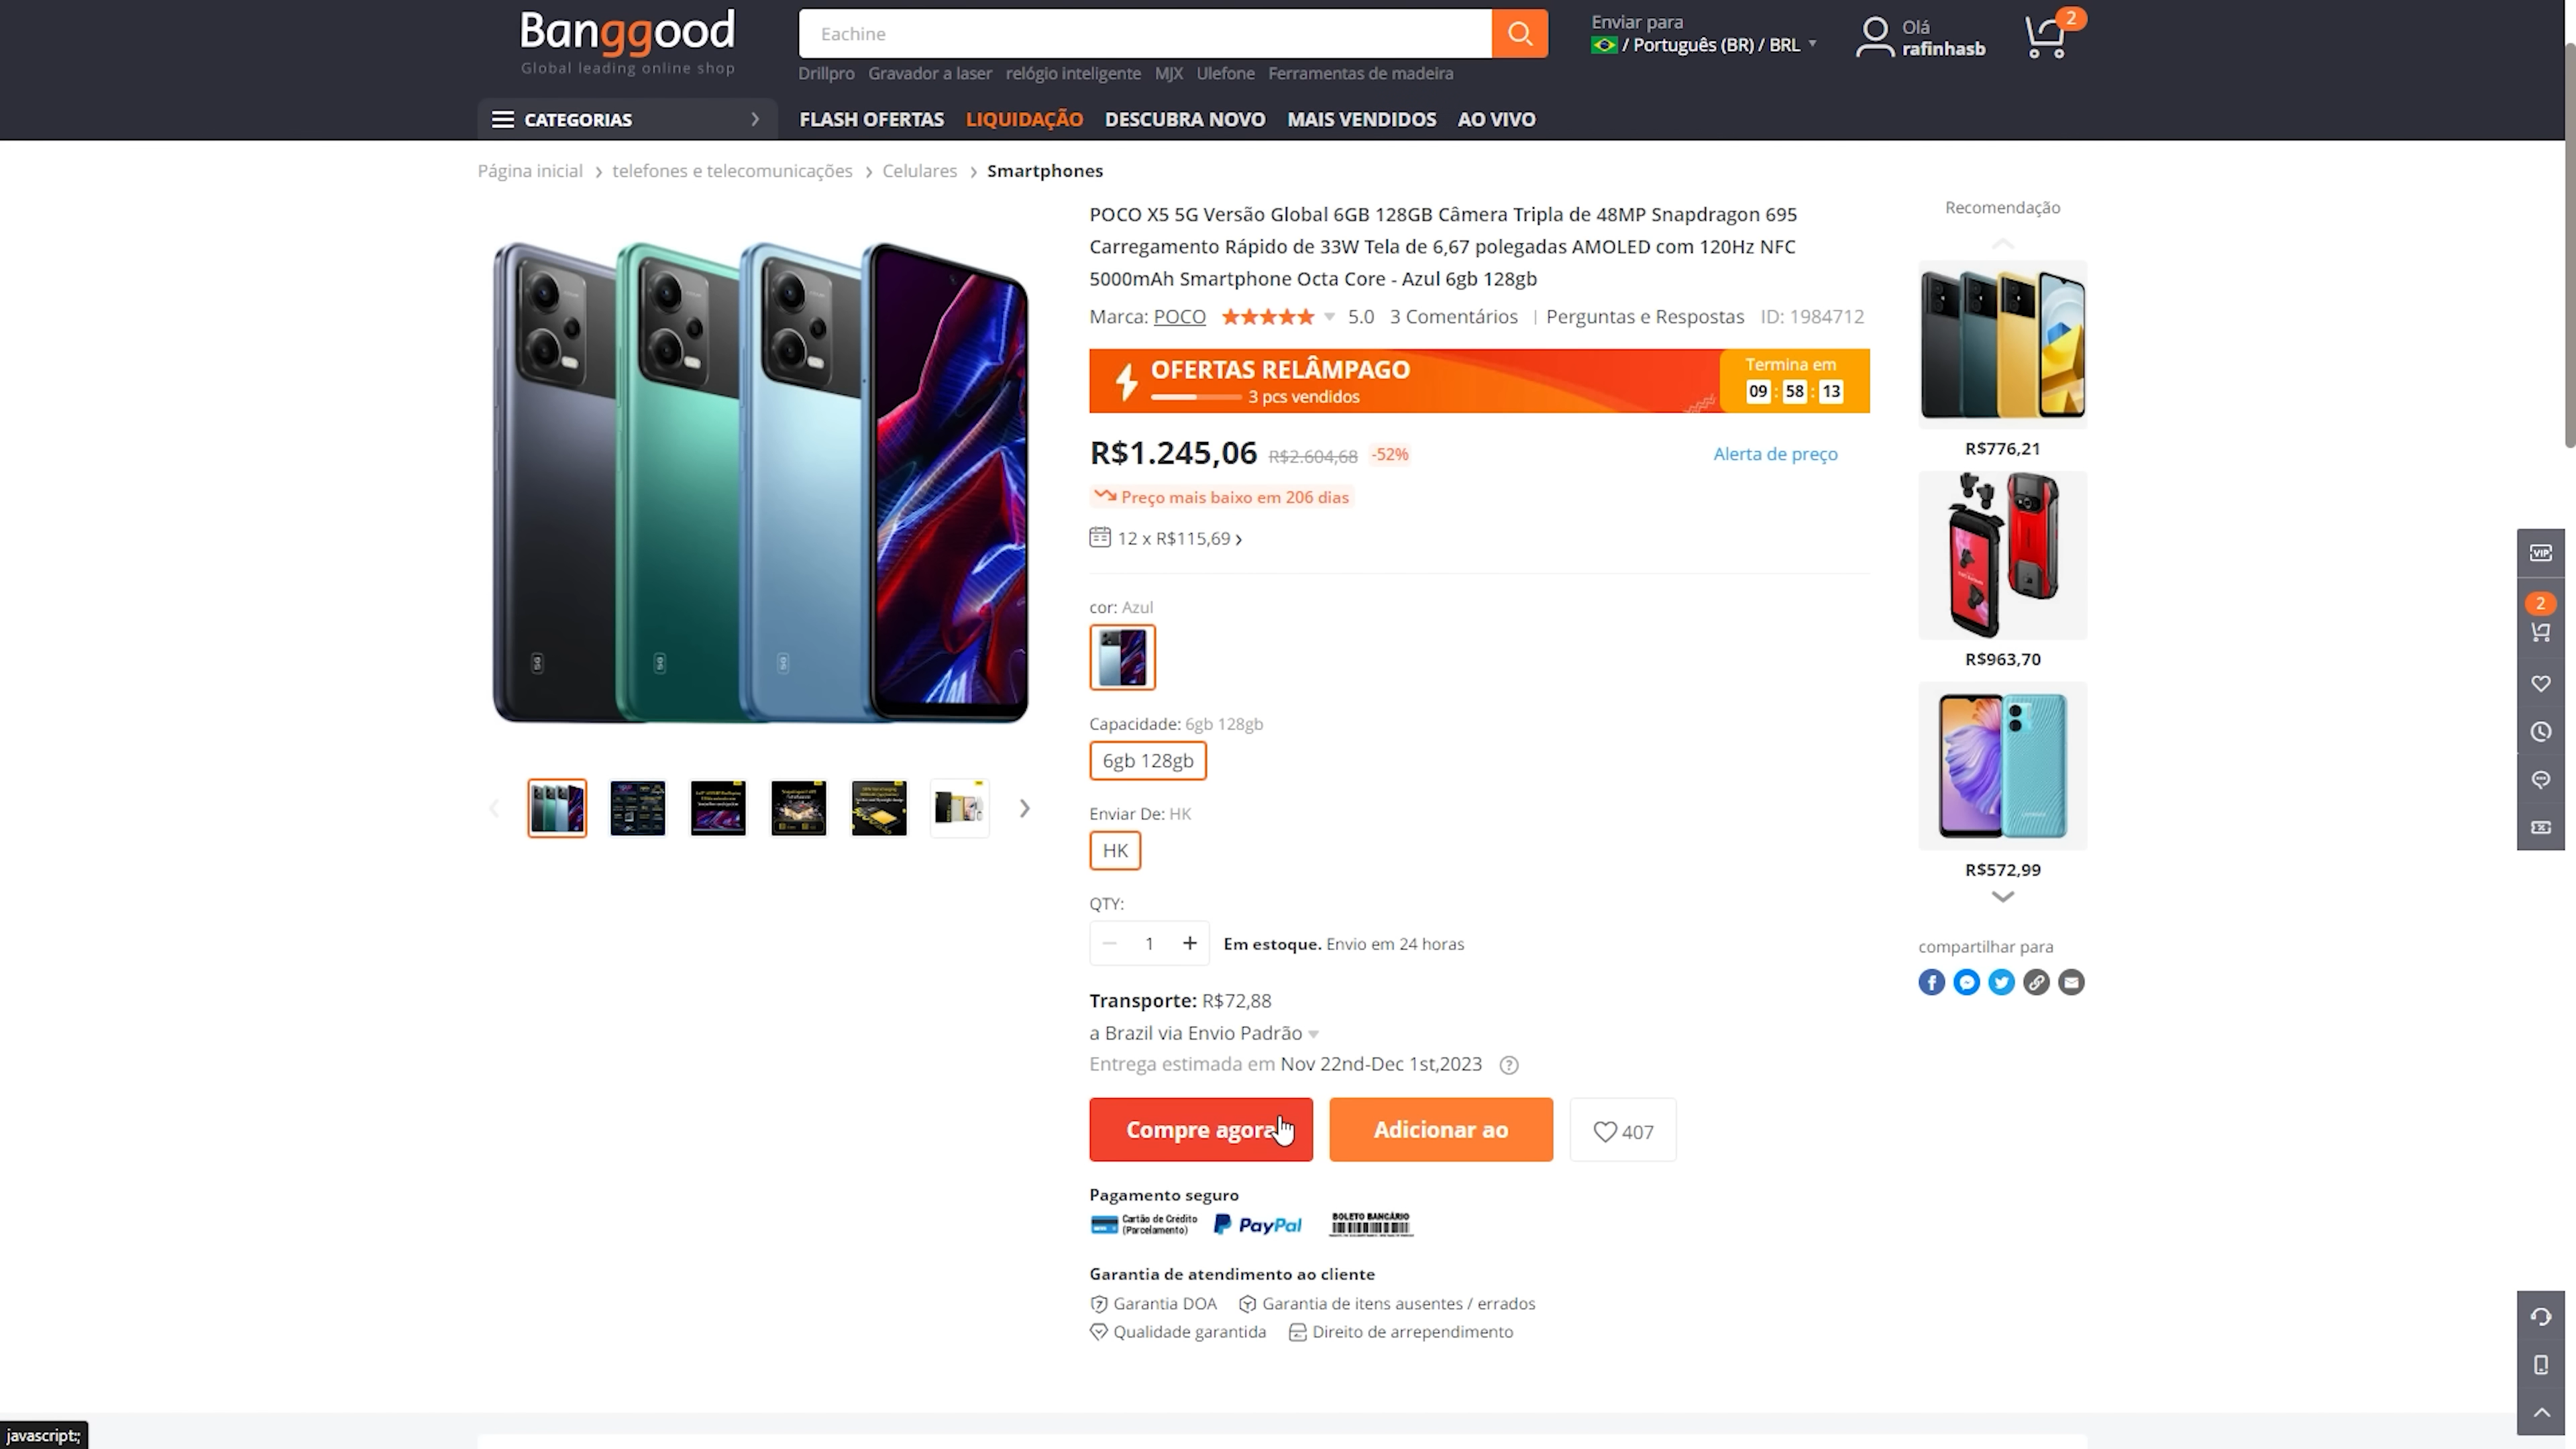 Banggood
Global leading online shop
Eachine
Drillpro Gravador a laser relógio inteligente MJX Ulefone Ferramentas de madeira
Enviar para
/ Português (BR) / BRL
Olá
rafinhasb
2
CATEGORIAS
FLASH OFERTAS LIQUIDAÇÃO DESCUBRA NOVO MAIS VENDIDOS AO VIVO
Página inicial > telefones e telecomunicações > Celulares > Smartphones
POCO X5 5G Versão Global 6GB 128GB Câmera Tripla de 48MP Snapdragon 695
Carregamento Rápido de 33W Tela de 6,67 polegadas AMOLED com 120Hz NFC
5000mAh Smartphone Octa Core - Azul 6gb 128gb
Marca: POCO 5.0 3 Comentários | Perguntas e Respostas ID: 1984712
OFERTAS RELÂMPAGO
3 pcs vendidos
Termina em
09 : 58 : 13
R$1.245,06 R$2.604,68 -52%
Alerta de preço
Preço mais baixo em 206 dias
12 x R$115,69 >
cor: Azul
Capacidade: 6gb 128gb
6gb 128gb
Enviar De: HK
HK
QTY:
− 1 + Em estoque. Envio em 24 horas
Transporte: R$72,88
a Brazil via Envio Padrão
Entrega estimada em Nov 22nd-Dec 1st,2023 ?
Compre agora
Adicionar ao
407
Pagamento seguro
Cartão de Crédito
(Parcelamento)
PayPal
BOLETO BANCÁRIO
Garantia de atendimento ao cliente
Garantia DOA Garantia de itens ausentes / errados
Qualidade garantida Direito de arrependimento
Recomendação
R$776,21
R$963,70
R$572,99
compartilhar para
VIP
2
5G
5G
5G
javascript:;